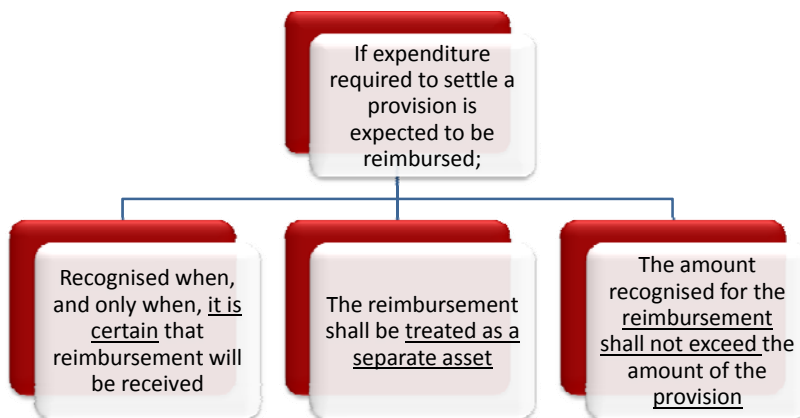 If expenditure
required to settle a
provision is
expected to be
reimbursed;
Recognised when,
and only when, it is
certain that
reimbursement will
be received
The reimbursement
shall be treated as a
separate asset
The amount
recognised for the
reimbursement
shall not exceed the
amount of the
provision